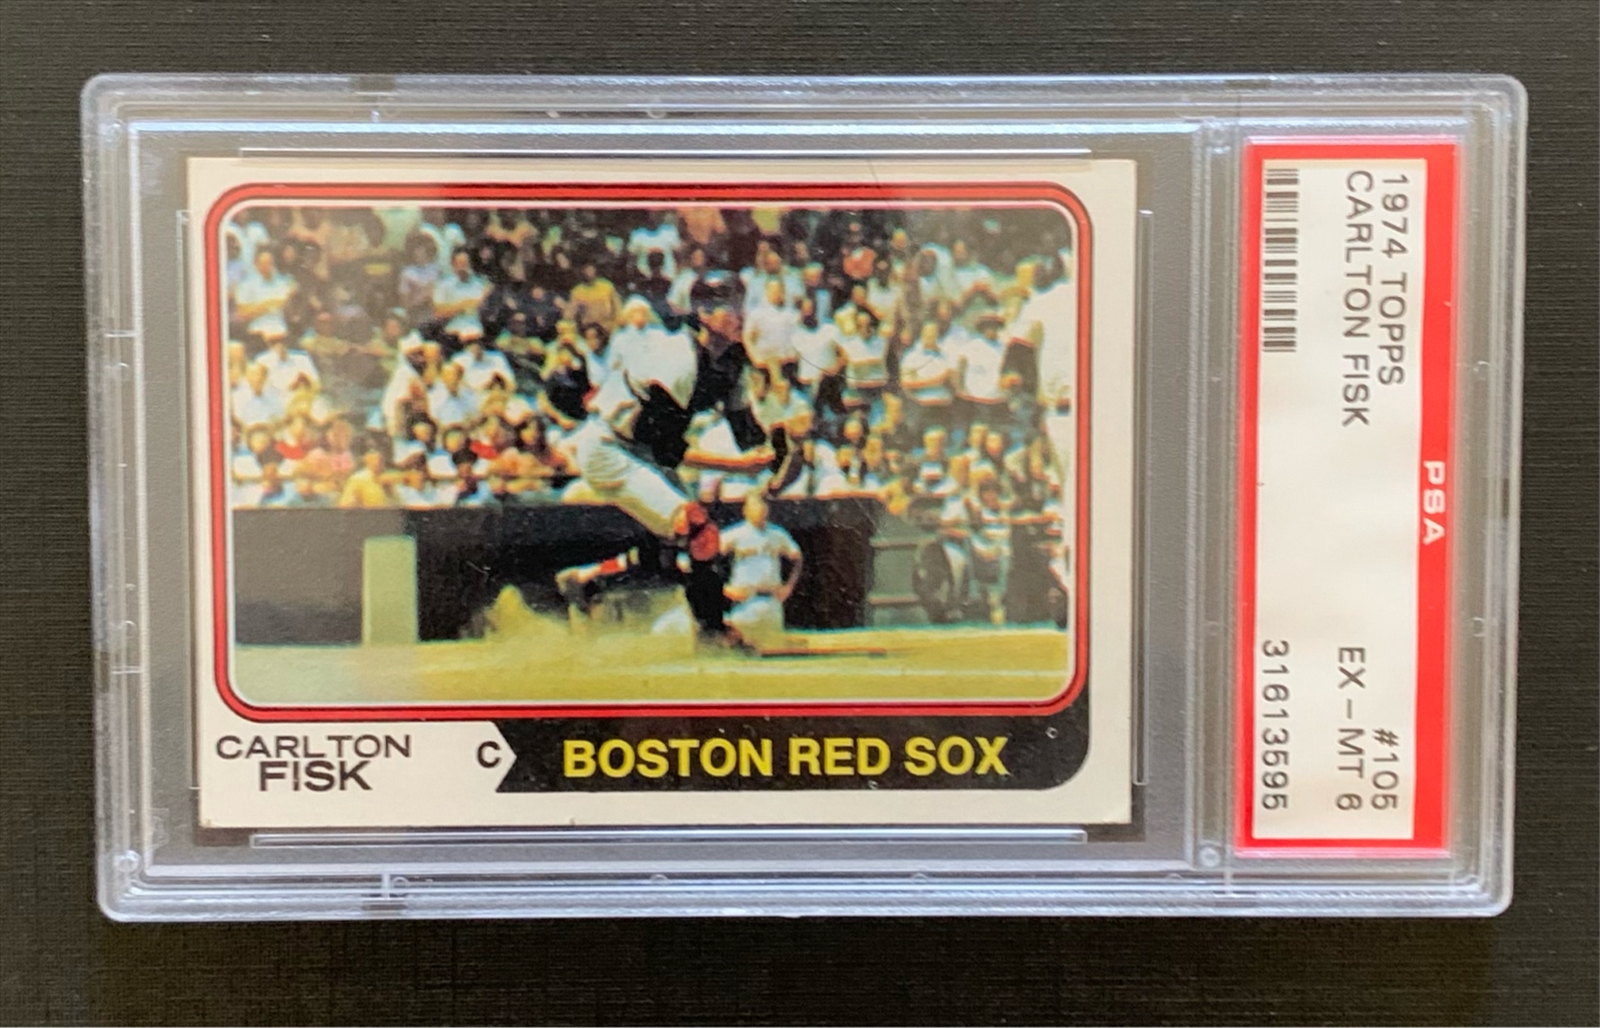 CARLTON
FISK
C
BOSTON RED SOX
PSA
1974 TOPPS #105
CARLTON FISK EX-MT 6
31613595